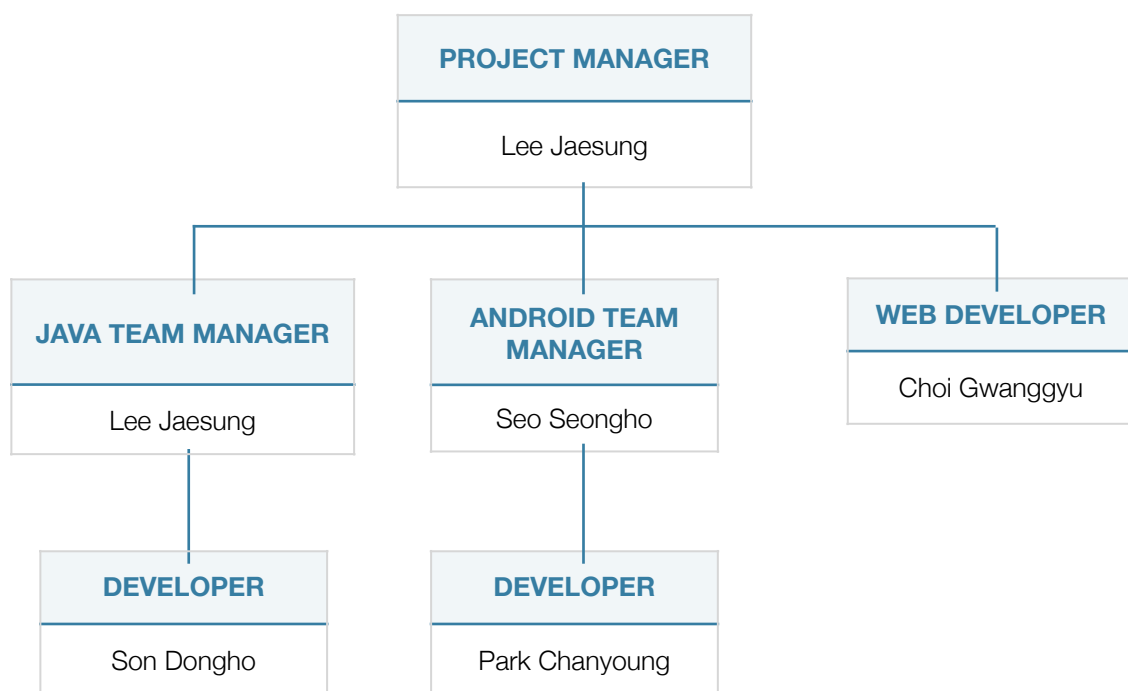 PROJECT MANAGER
Lee Jaesung
JAVA TEAM MANAGER
Lee Jaesung
ANDROID TEAM
MANAGER
Seo Seongho
WEB DEVELOPER
Choi Gwanggyu
DEVELOPER
Son Dongho
DEVELOPER
Park Chanyoung